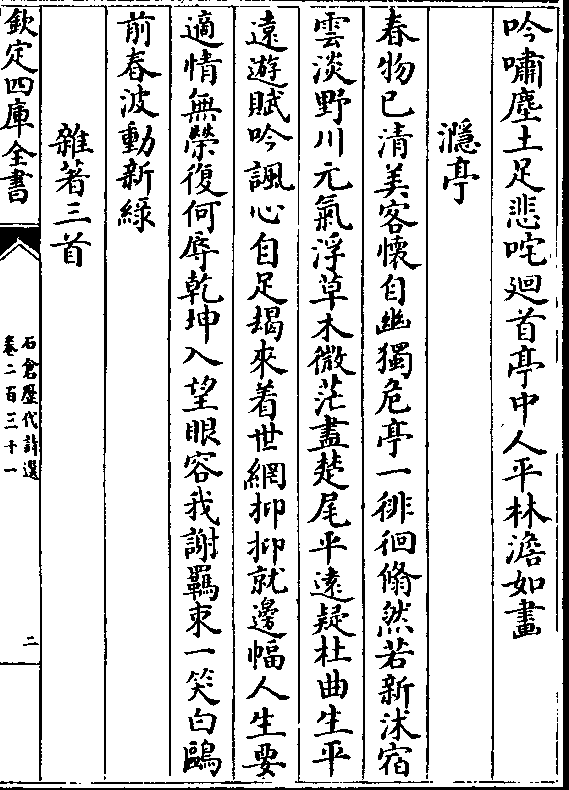 吟嘯塵土足悲咤廻首亭中人平林澹如畫
濦亭
春物已清美客懷自幽獨危亭一徘徊翛然若新沐宿
雲淡野川元氣浮草木微茫盡楚尾平遠疑杜曲生平
遠遊賦吟諷心自足朅來着世網抑抑就邊幅人生要
適情無榮復何辱乾坤入望眼容我謝羈束一笑白鷗
前春波動新綠
雜著三首
欽定四庫全書
石倉歷代詩選
卷二百三十一
二